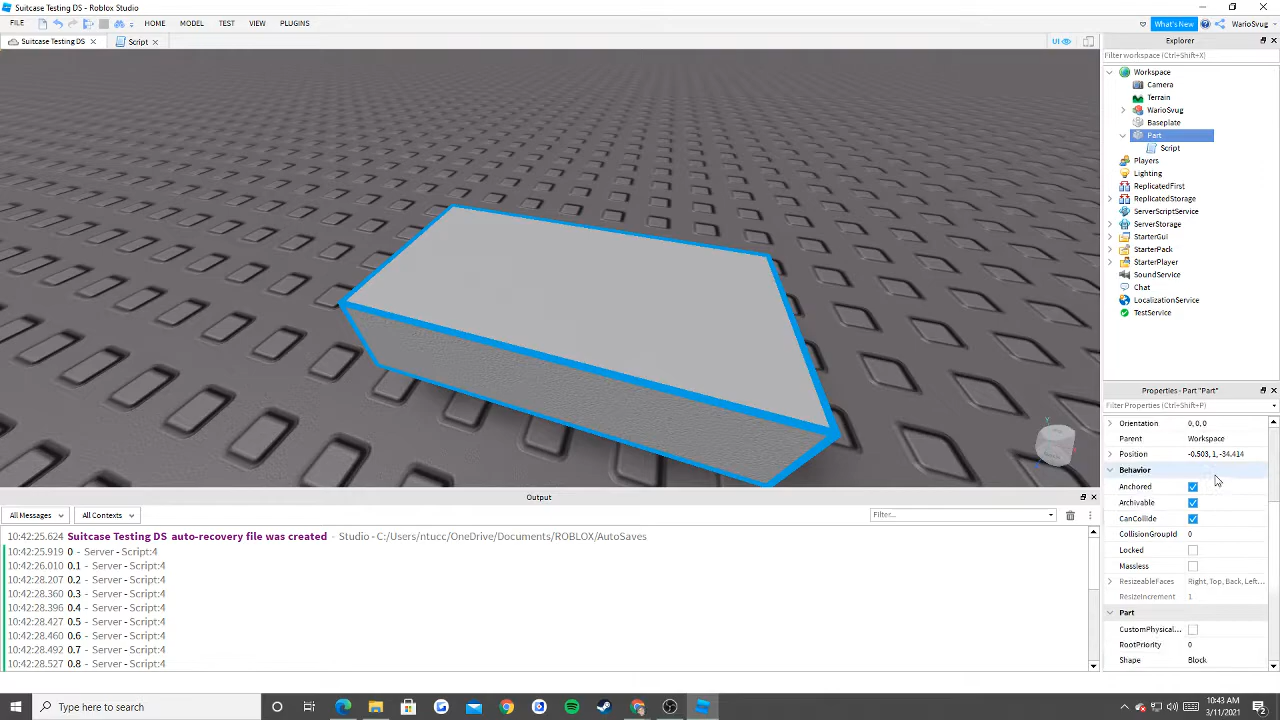 Suitcase Testing DS - Roblox Studio
FILE HOME MODEL TEST VIEW PLUGINS
What's New WarioSvug
Suitcase Testing DS Script
UI
Explorer
Filter workspace (Ctrl+Shift+X)
Workspace
Camera
Terrain
WarioSvug
Baseplate
Part
Script
Players
Lighting
ReplicatedFirst
ReplicatedStorage
ServerScriptService
ServerStorage
StarterGui
StarterPack
StarterPlayer
SoundService
Chat
LocalizationService
TestService
Properties - Part "Part"
Filter Properties (Ctrl+Shift+P)
Orientation 0, 0, 0
Parent Workspace
Position -0.503, 1, -34.414
Behavior
Anchored
Archivable
CanCollide
CollisionGroupId 0
Locked
Massless
ResizeableFaces Right, Top, Back, Left...
ResizeIncrement 1
Part
CustomPhysical...
RootPriority 0
Shape Block
Output
All Messages All Contexts Filter...
10:42:25.624 Suitcase Testing DS auto-recovery file was created - Studio - C:/Users/ntucc/OneDrive/Documents/ROBLOX/AutoSaves
10:42:25.919 0 - Server - Script:4
10:42:26.010 0.1 - Server - Script:4
10:42:28.207 0.2 - Server - Script:4
10:42:28.360 0.3 - Server - Script:4
10:42:28.396 0.4 - Server - Script:4
10:42:28.427 0.5 - Server - Script:4
10:42:28.460 0.6 - Server - Script:4
10:42:28.492 0.7 - Server - Script:4
10:42:28.527 0.8 - Server - Script:4
Type here to search
10:43 AM
3/11/2021